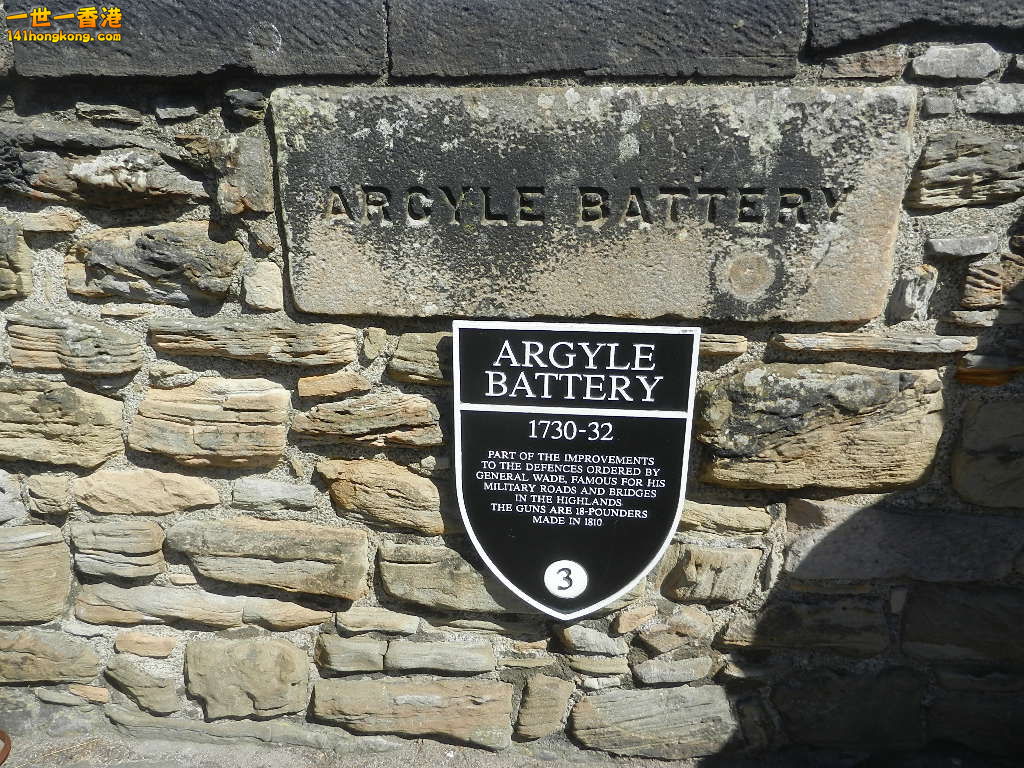 一世一香港
141hongkong.com
ARGYLE BATTERY
ARGYLE
BATTERY
1730-32
PART OF THE IMPROVEMENTS
TO THE DEFENCES ORDERED BY
GENERAL WADE, FAMOUS FOR HIS
MILITARY ROADS AND BRIDGES
IN THE HIGHLANDS
THE GUNS ARE 18-POUNDERS
MADE IN 1810
3